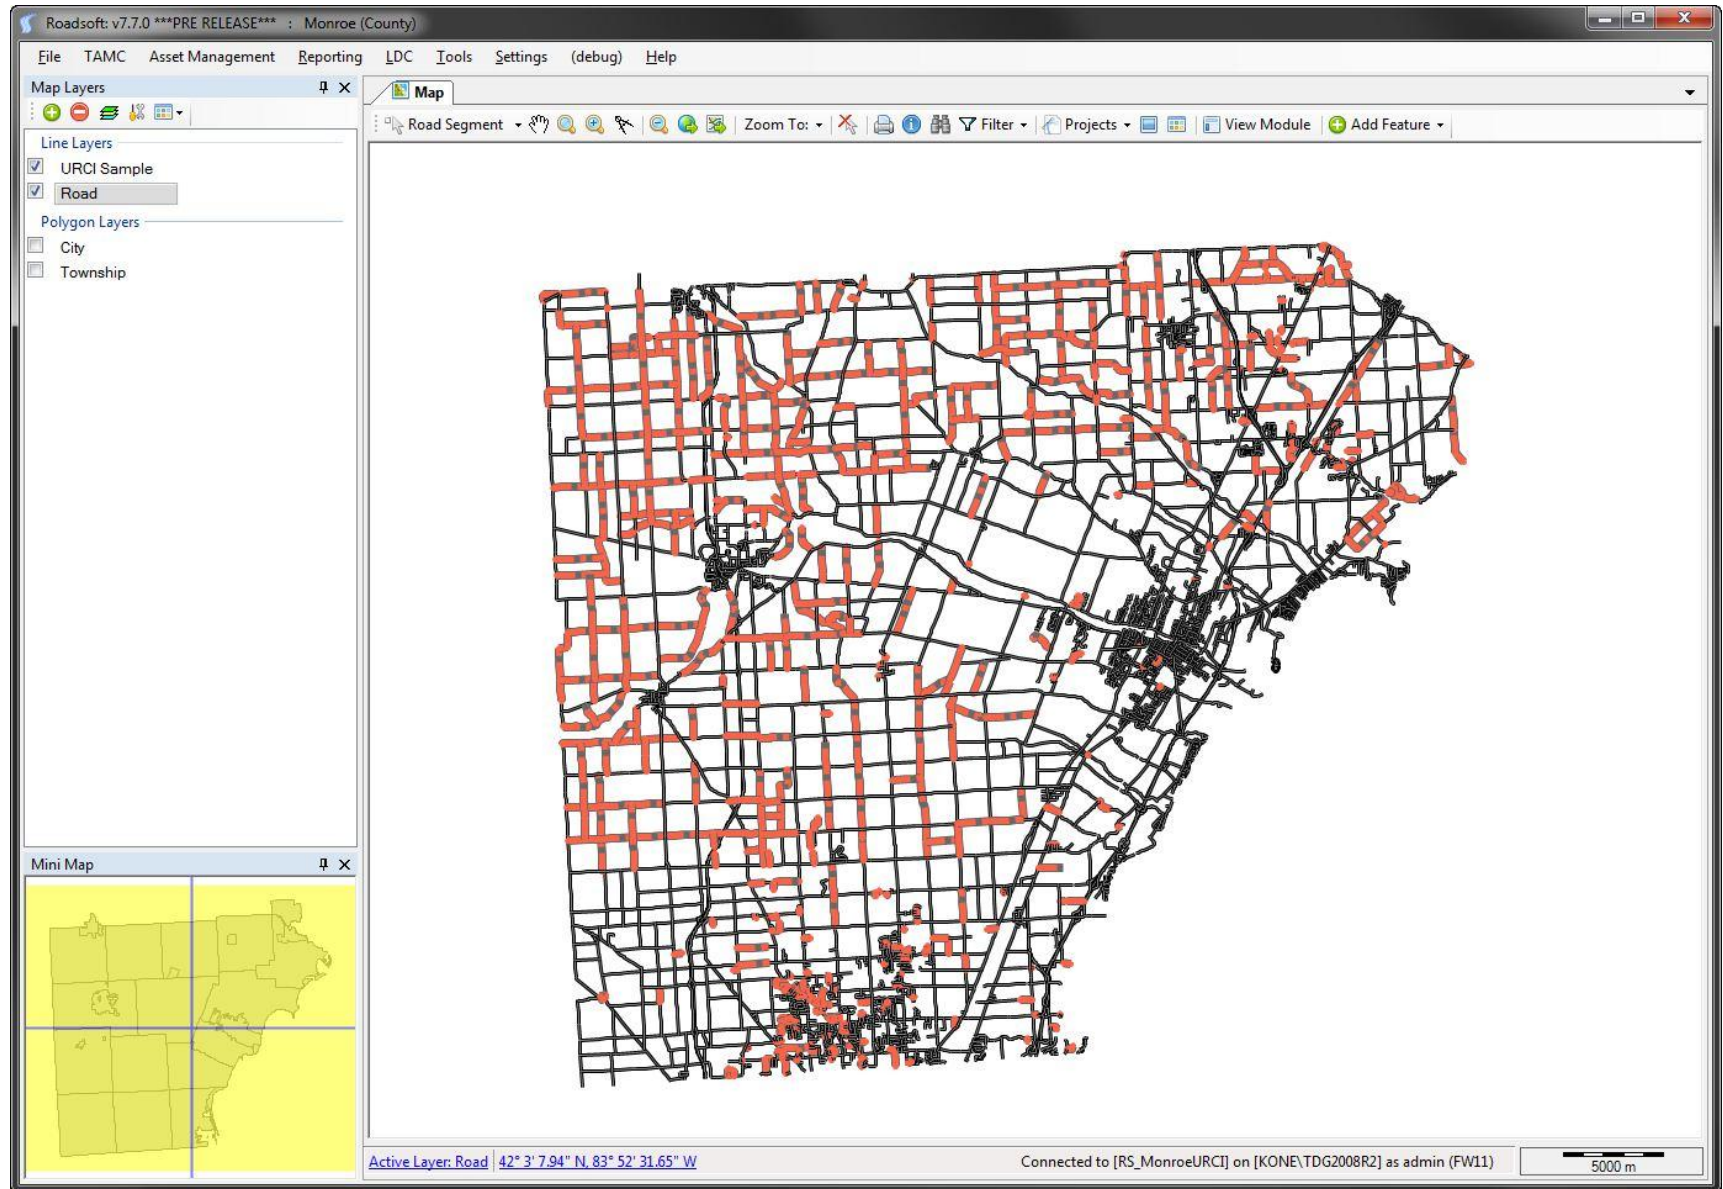 Roadsoft: v7.7.0 ***PRE RELEASE*** : Monroe (County)
File TAMC Asset Management Reporting LDC Tools Settings (debug) Help
Map Layers
Line Layers
URCI Sample
Road
Polygon Layers
City
Township
Mini Map
Map
Road Segment Zoom To: Filter Projects View Module Add Feature
Active Layer: Road 42° 3' 7.94" N, 83° 52' 31.65" W Connected to [RS_MonroeURCI] on [KONE\TDG2008R2] as admin (FW11) 5000 m